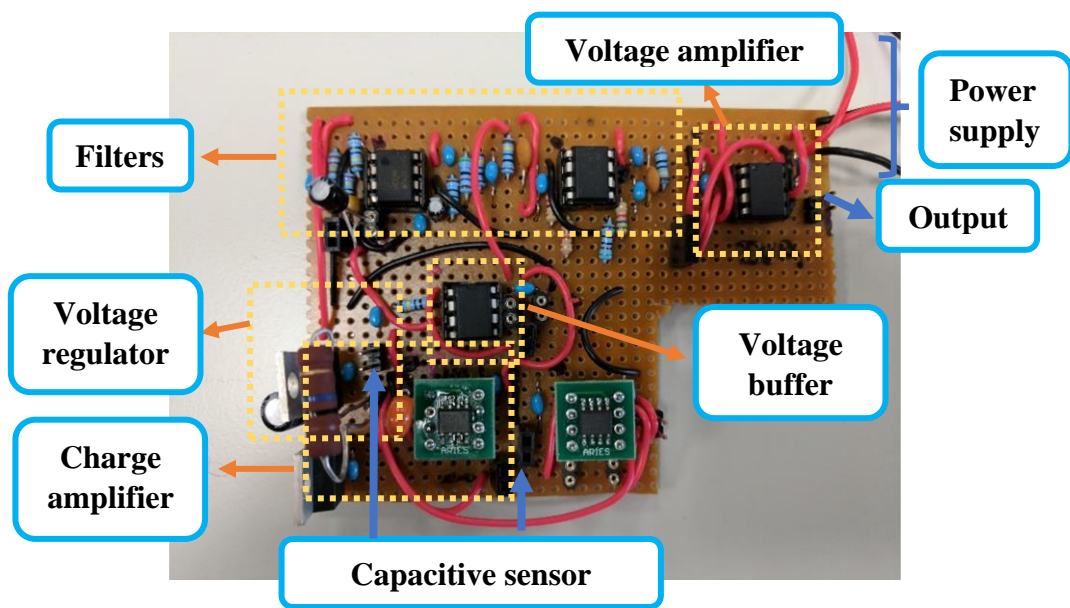 Voltage amplifier
Power
supply
Filters
Output
Voltage
regulator
Voltage
buffer
Charge
amplifier
ARIES
ARIES
Capacitive sensor